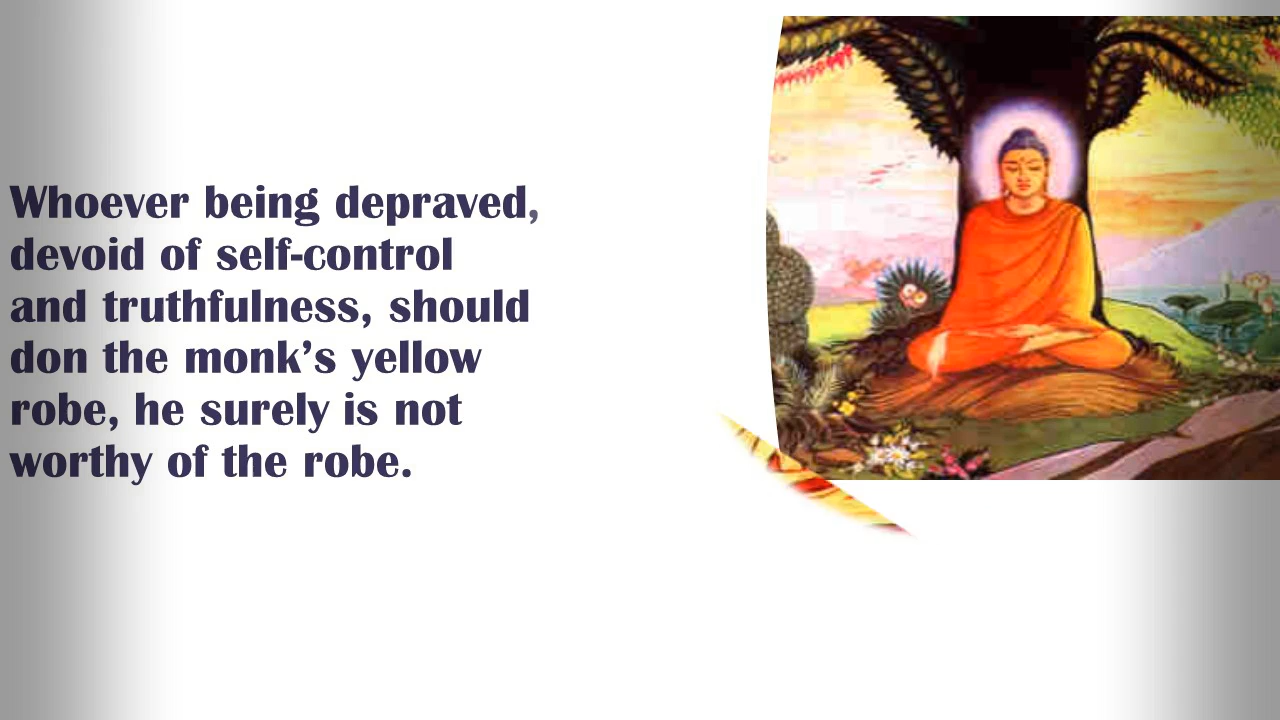 Whoever being depraved,
devoid of self-control
and truthfulness, should
don the monk’s yellow
robe, he surely is not
worthy of the robe.